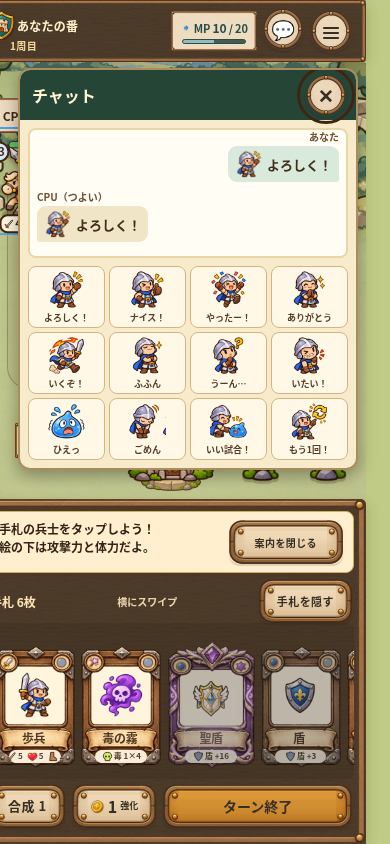 あなたの番
1周目
MP 10 / 20
チャット
CP
3
あなた
よろしく！
CPU（つよい）
よろしく！
よろしく！
ナイス！
やったー！
ありがとう
いくぞ！
ふふん
うーん…
いたい！
ひえっ
ごめん
いい試合！
もう1回！
手札の兵士をタップしよう！
絵の下は攻撃力と体力だよ。
案内を閉じる
札 6枚
横にスワイプ
手札を隠す
歩兵
5 5
毒の霧
毒 1×4
聖盾
盾 +16
盾
盾 +3
合成 1
1 強化
ターン終了